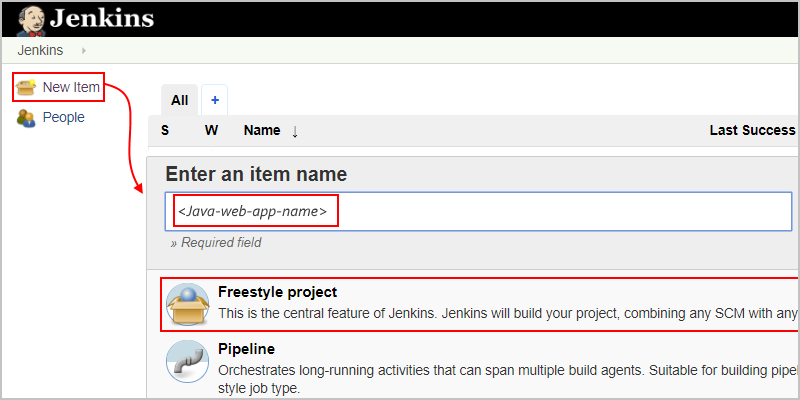 Jenkins
Jenkins
New Item
People
All +
S W Name ↓ Last Success
Enter an item name
<Java-web-app-name>
» Required field
Freestyle project
This is the central feature of Jenkins. Jenkins will build your project, combining any SCM with any
Pipeline
Orchestrates long-running activities that can span multiple build agents. Suitable for building pipel
style job type.